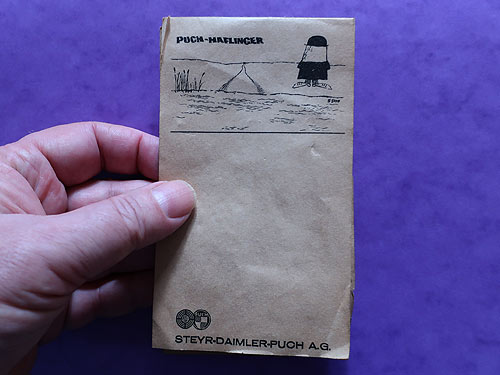 PUCH-HAFLINGER
STEYR-DAIMLER-PUCH A.G.